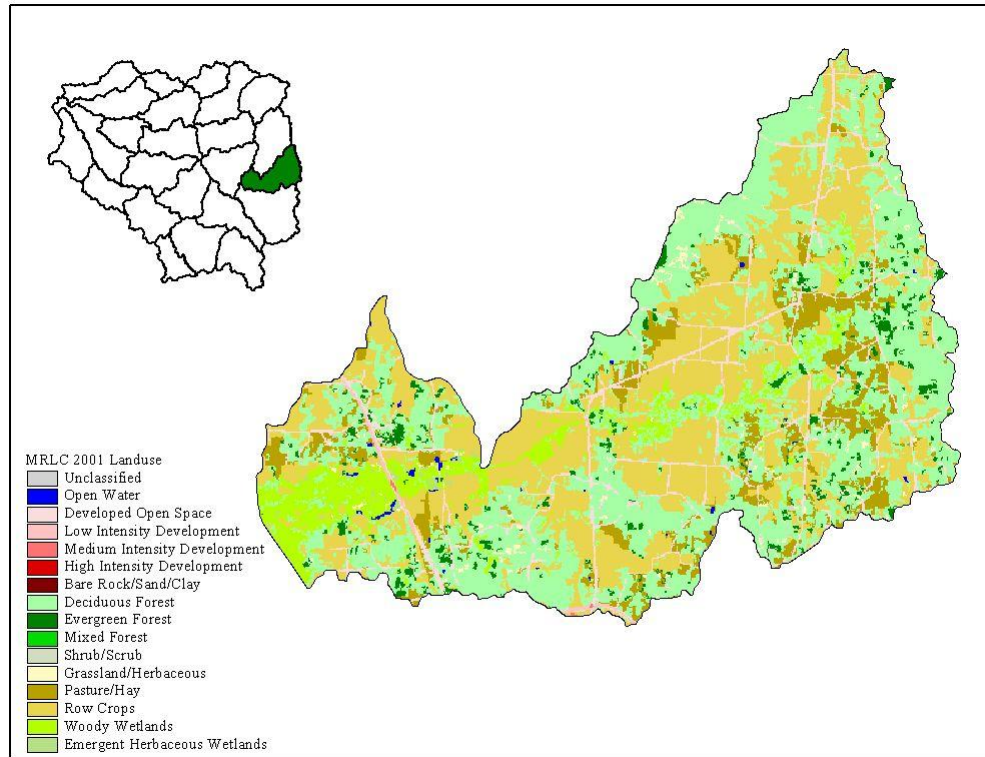 MRLC 2001 Landuse
Unclassified
Open Water
Developed Open Space
Low Intensity Development
Medium Intensity Development
High Intensity Development
Bare Rock/Sand/Clay
Deciduous Forest
Evergreen Forest
Mixed Forest
Shrub/Scrub
Grassland/Herbaceous
Pasture/Hay
Row Crops
Woody Wetlands
Emergent Herbaceous Wetlands